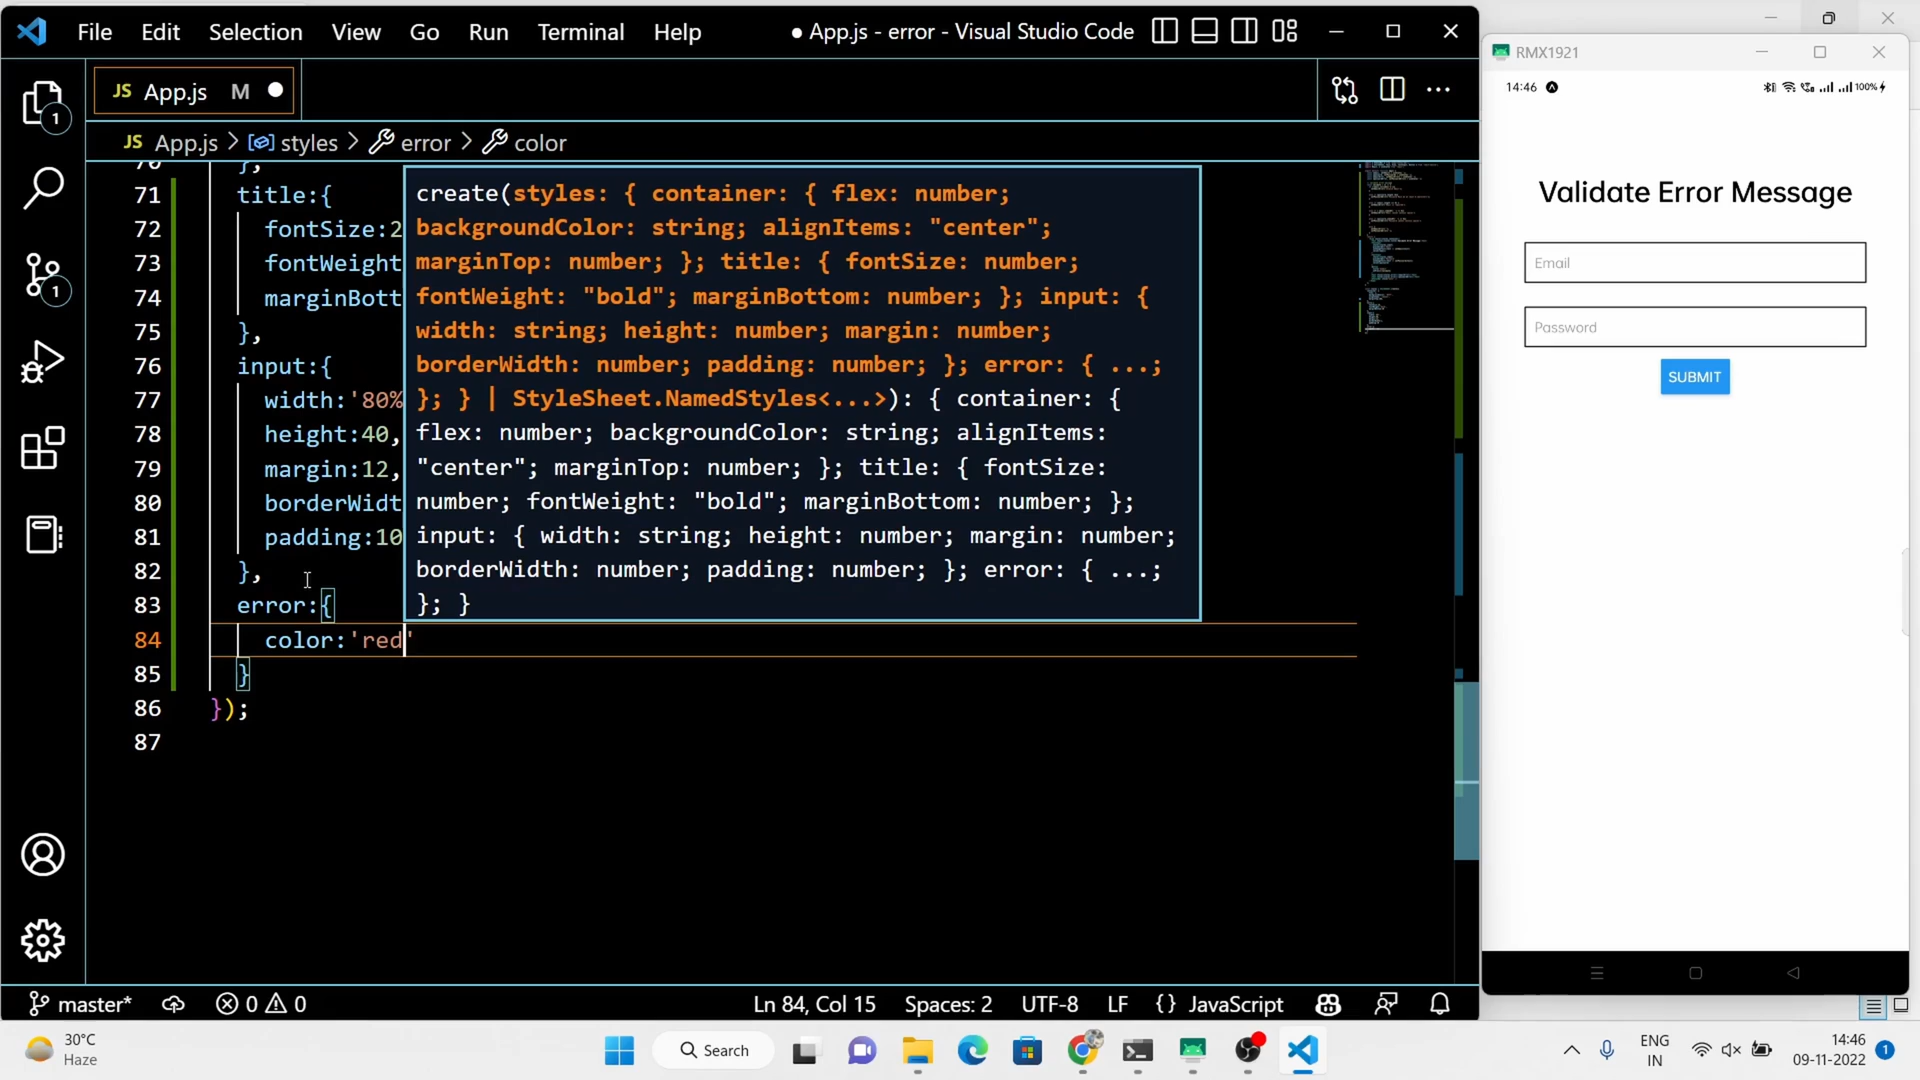 File Edit Selection View Go Run Terminal Help ● App.js - error - Visual Studio Code
JS App.js M
JS App.js > styles > error > color
70 },
71 title:{
72 fontSize:2
73 fontWeight
74 marginBott
75 },
76 input:{
77 width:'80%
78 height:40,
79 margin:12,
80 borderWidt
81 padding:10
82 },
83 error:{
84 color:'red'
85 }
86 });
87
create(styles: { container: { flex: number;
backgroundColor: string; alignItems: "center";
marginTop: number; }; title: { fontSize: number;
fontWeight: "bold"; marginBottom: number; }; input: {
width: string; height: number; margin: number;
borderWidth: number; padding: number; }; error: { ...;
}; } | StyleSheet.NamedStyles<...>): { container: {
flex: number; backgroundColor: string; alignItems:
"center"; marginTop: number; }; title: { fontSize:
number; fontWeight: "bold"; marginBottom: number; };
input: { width: string; height: number; margin: number;
borderWidth: number; padding: number; }; error: { ...;
}; }
1
1
master* 0 0 Ln 84, Col 15 Spaces: 2 UTF-8 LF {} JavaScript
RMX1921
14:46 100%
Validate Error Message
Email
Password
SUBMIT
30°C
Haze
Search
ENG
IN
14:46
09-11-2022
1